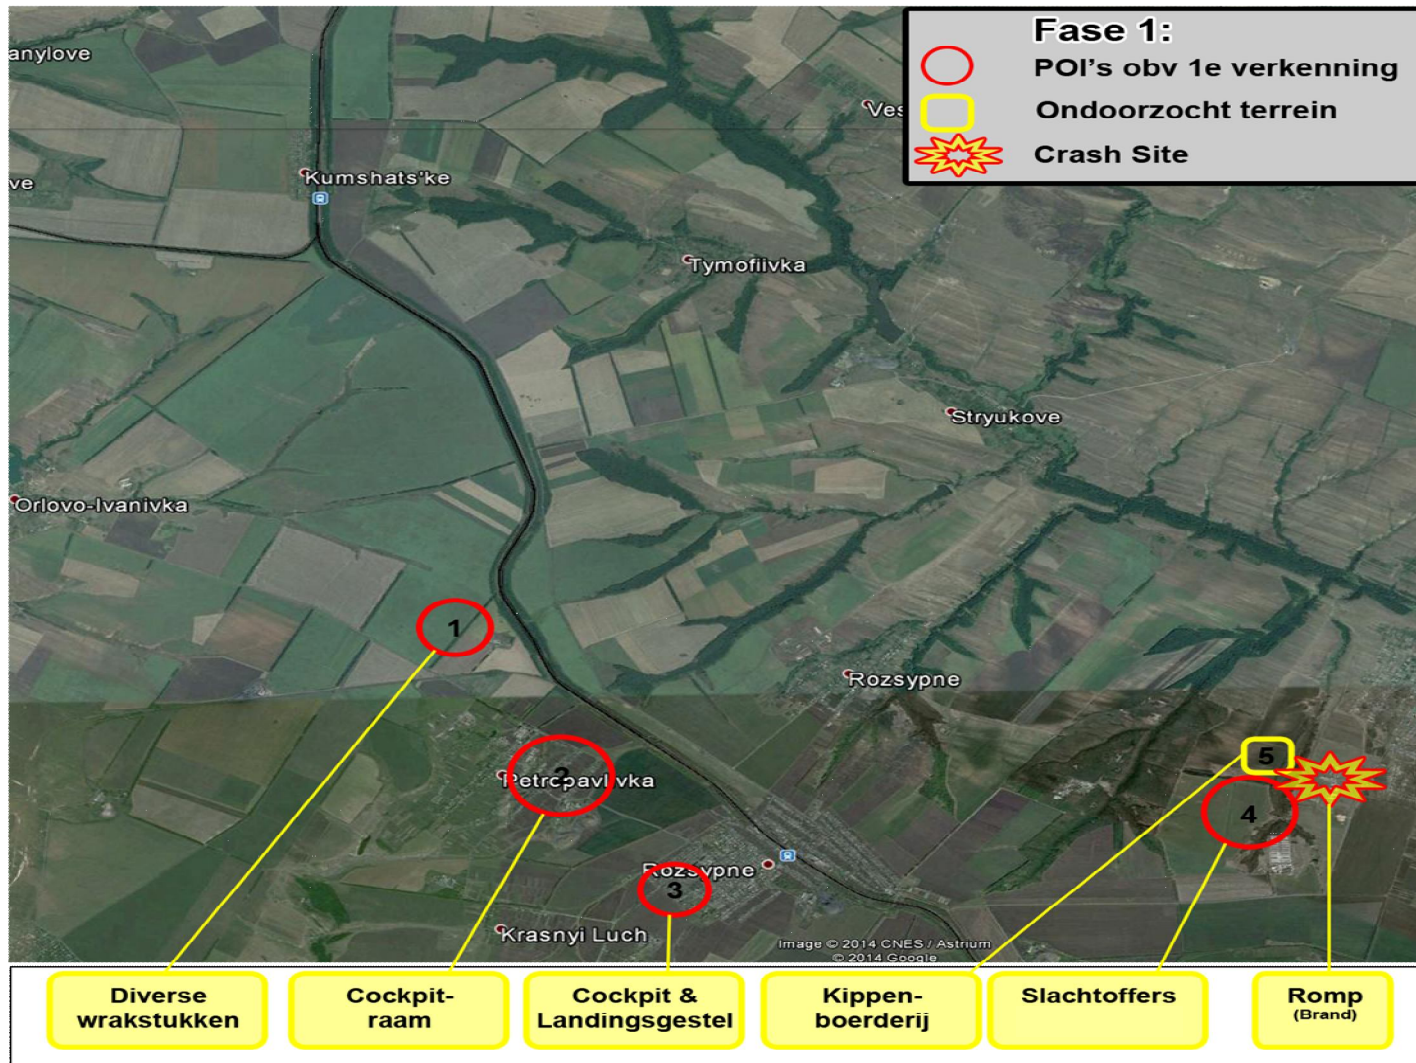 Fase 1:
POI's obv 1e verkenning
Ondoorzocht terrein
Crash Site
anylove
Ves
ve
Kumshats'ke
Tymofiivka
Stryukove
Orlovo-Ivanivka
1
Rozsypne
5
2
Petropavlivka
4
Rozsypne
3
Krasnyi Luch
Image © 2014 CNES / Astrium
© 2014 Google
Diverse
wrakstukken
Cockpit-
raam
Cockpit &
Landingsgestel
Kippen-
boerderij
Slachtoffers
Romp
(Brand)